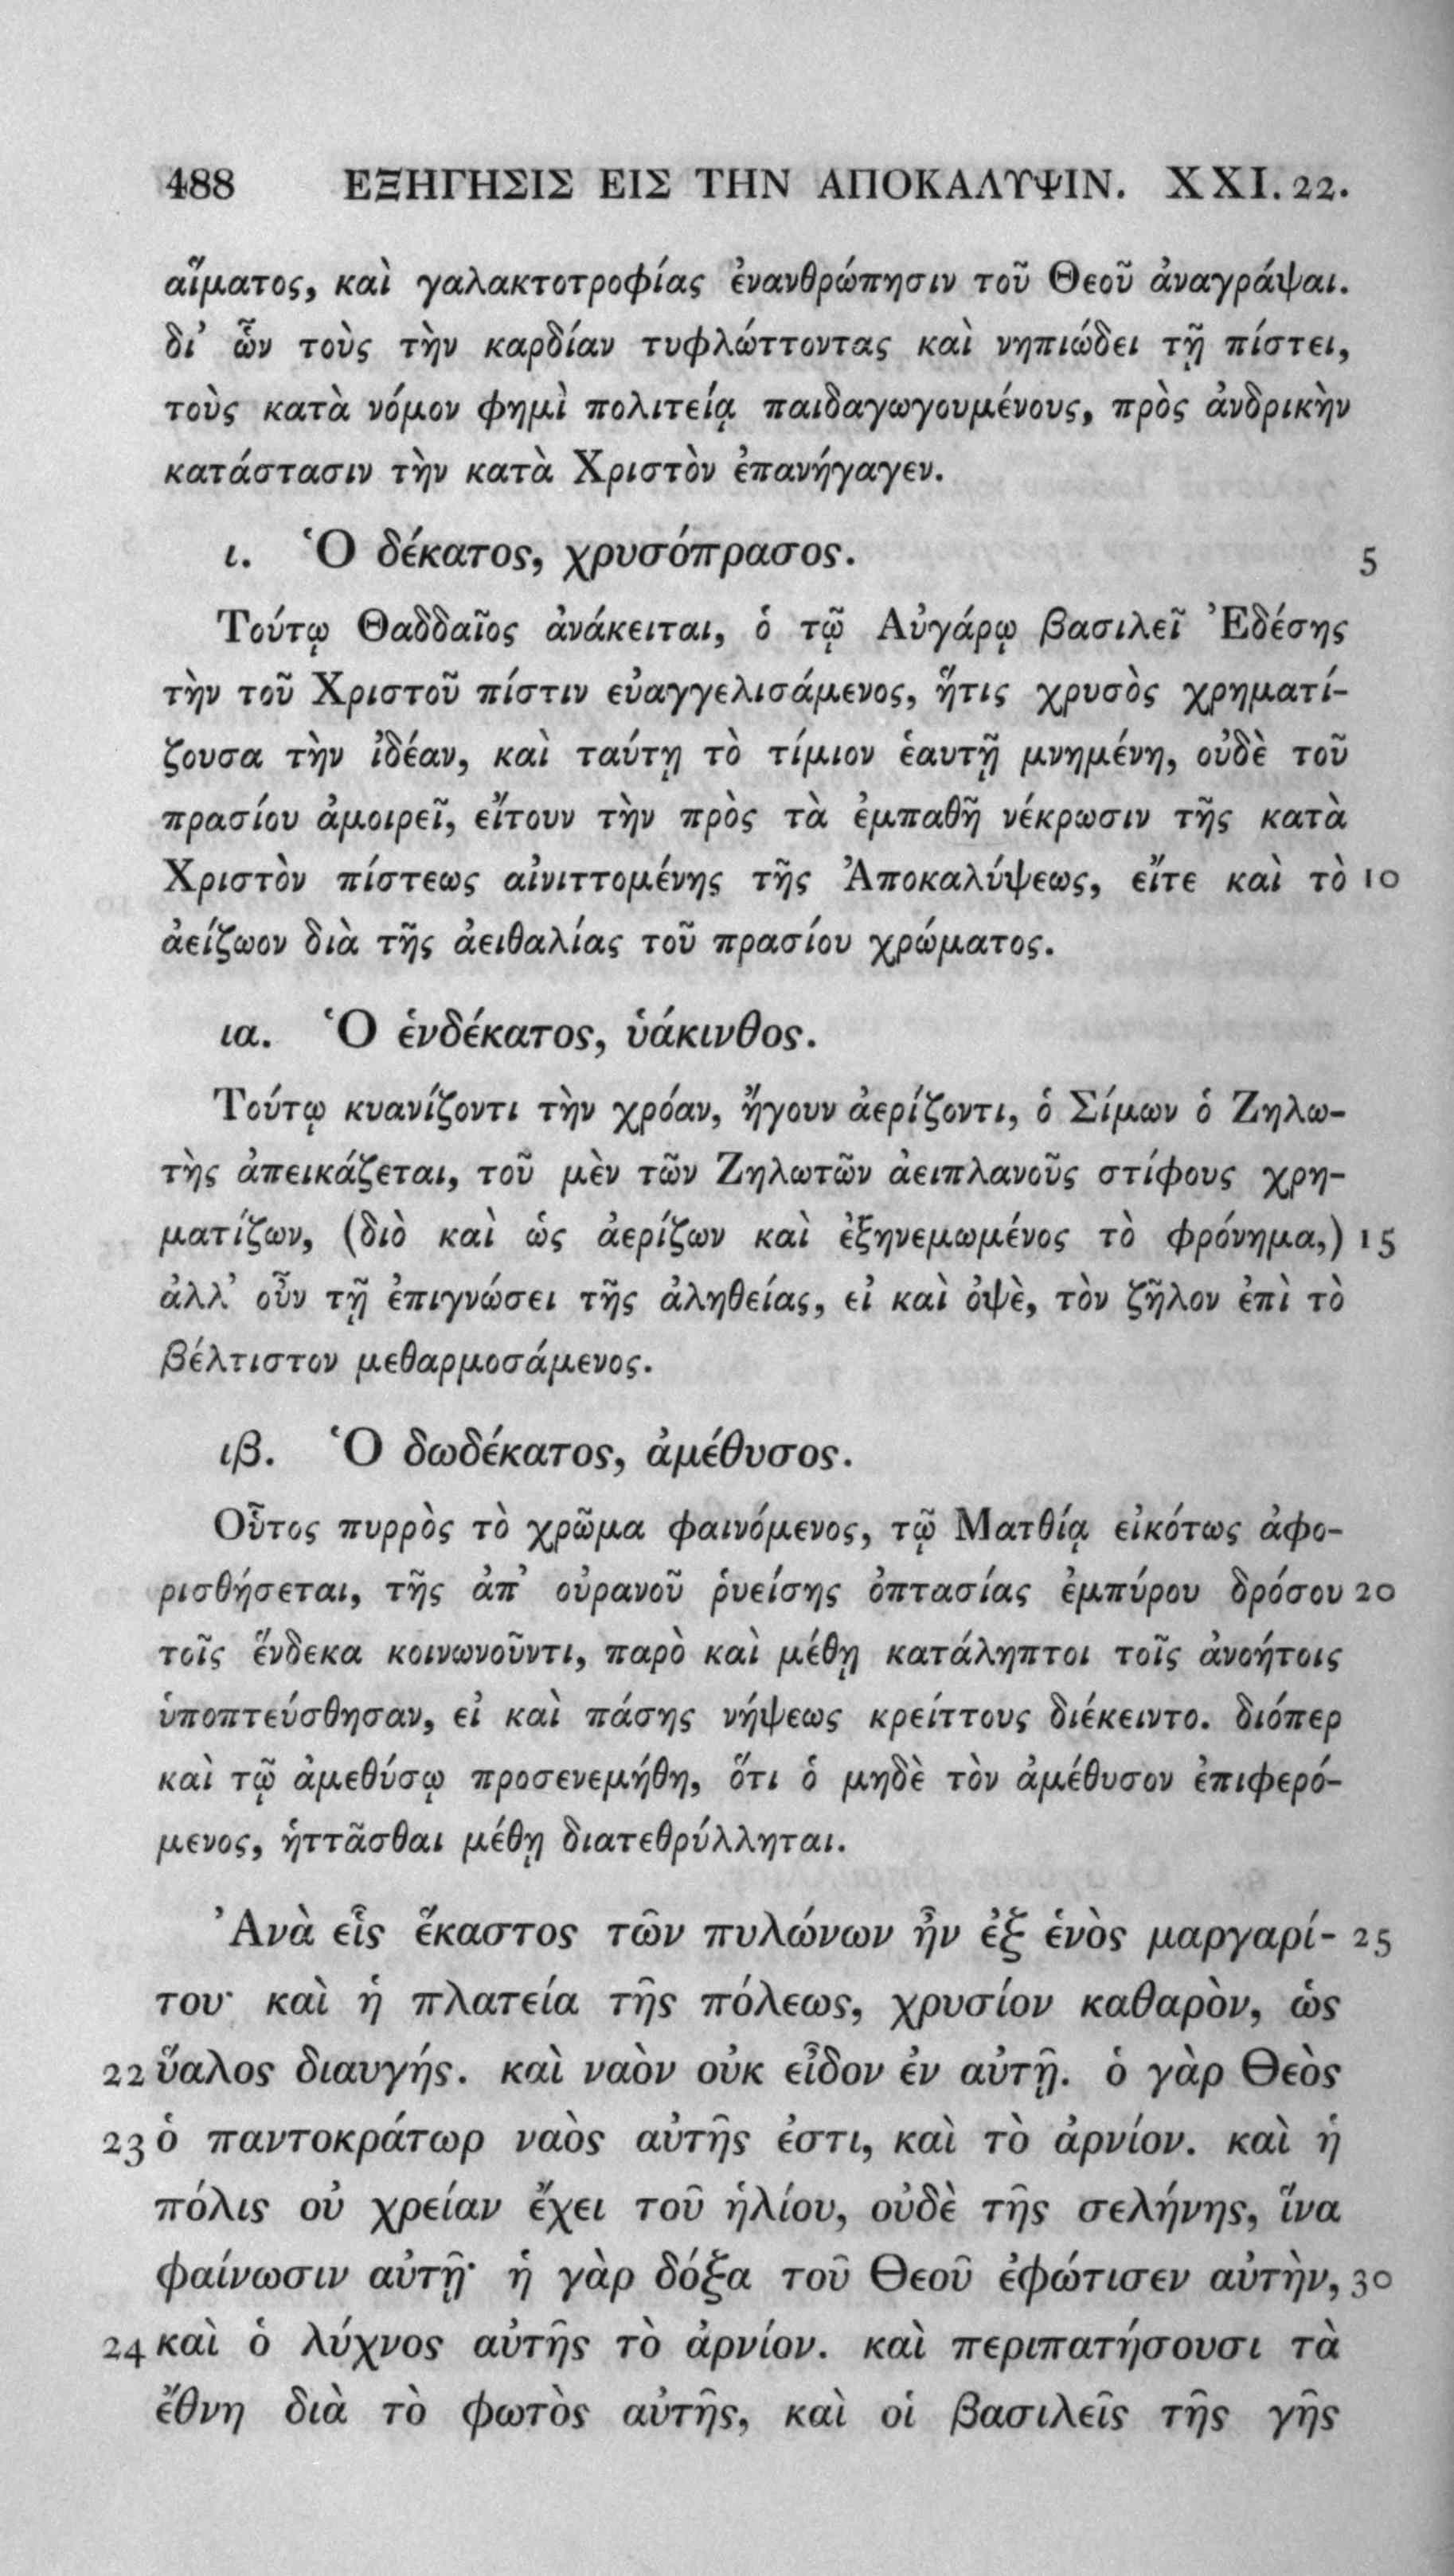 488 ΕΞΗΓΗΣΙΣ ΕΙΣ ΤΗΝ ΑΠΟΚΑΛΥΨΙΝ. XXI. 22.
αἵματος, καὶ γαλακτοτροφίας ἐνανθρώπησιν τοῦ Θεοῦ ἀναγράψαι.
δι’ ὧν τοὺς τὴν καρδίαν τυφλώττοντας καὶ νηπιώδει τῇ πίστει,
τοὺς κατὰ νόμον φημὶ πολιτείᾳ παιδαγωγουμένους, πρὸς ἀνδρικὴν
κατάστασιν τὴν κατὰ Χριστὸν ἐπανήγαγεν.
ι. Ὁ δέκατος, χρυσόπρασος. 5
Τούτῳ Θαδδαῖος ἀνάκειται, ὁ τῷ Αὐγάρῳ βασιλεῖ Ἐδέσης
τὴν τοῦ Χριστοῦ πίστιν εὐαγγελισάμενος, ἥτις χρυσὸς χρηματί-
ζουσα τὴν ἰδέαν, καὶ ταύτῃ τὸ τίμιον ἑαυτῇ μνημένη, οὐδὲ τοῦ
πρασίου ἀμοιρεῖ, εἴτουν τὴν πρὸς τὰ ἐμπαθῆ νέκρωσιν τῆς κατὰ
Χριστὸν πίστεως αἰνιττομένης τῆς Ἀποκαλύψεως, εἴτε καὶ τὸ 10
ἀείζωον διὰ τῆς ἀειθαλίας τοῦ πρασίου χρώματος.
ια. Ὁ ἑνδέκατος, ὑάκινθος.
Τούτῳ κυανίζοντι τὴν χρόαν, ἤγουν ἀερίζοντι, ὁ Σίμων ὁ Ζηλω-
τὴς ἀπεικάζεται, τοῦ μὲν τῶν Ζηλωτῶν ἀειπλανοῦς στίφους χρη-
ματίζων, (διὸ καὶ ὡς ἀερίζων καὶ ἐξηνεμωμένος τὸ φρόνημα,) 15
ἀλλ’ οὖν τῇ ἐπιγνώσει τῆς ἀληθείας, εἰ καὶ ὀψὲ, τὸν ζῆλον ἐπὶ τὸ
βέλτιστον μεθαρμοσάμενος.
ιβ. Ὁ δωδέκατος, ἀμέθυσος.
Οὗτος πυρρὸς τὸ χρῶμα φαινόμενος, τῷ Ματθίᾳ εἰκότως ἀφο-
ρισθήσεται, τῆς ἀπ’ οὐρανοῦ ῥυείσης ὀπτασίας ἐμπύρου δρόσου 20
τοῖς ἕνδεκα κοινωνοῦντι, παρὸ καὶ μέθῃ κατάληπτοι τοῖς ἀνοήτοις
ὑποπτεύσθησαν, εἰ καὶ πάσης νήψεως κρείττους διέκειντο. διόπερ
καὶ τῷ ἀμεθύσῳ προσενεμήθη, ὅτι ὁ μηδὲ τὸν ἀμέθυσον ἐπιφερό-
μενος, ἡττᾶσθαι μέθῃ διατεθρύλληται.
Ἀνὰ εἷς ἕκαστος τῶν πυλώνων ἦν ἐξ ἑνὸς μαργαρί- 25
του· καὶ ἡ πλατεία τῆς πόλεως, χρυσίον καθαρὸν, ὡς
22 ὕαλος διαυγής. καὶ ναὸν οὐκ εἶδον ἐν αὐτῇ. ὁ γὰρ Θεὸς
23 ὁ παντοκράτωρ ναὸς αὐτῆς ἐστι, καὶ τὸ ἀρνίον. καὶ ἡ
πόλις οὐ χρείαν ἔχει τοῦ ἡλίου, οὐδὲ τῆς σελήνης, ἵνα
φαίνωσιν αὐτῇ· ἡ γὰρ δόξα τοῦ Θεοῦ ἐφώτισεν αὐτὴν, 30
24 καὶ ὁ λύχνος αὐτῆς τὸ ἀρνίον. καὶ περιπατήσουσι τὰ
ἔθνη διὰ τὸ φωτὸς αὐτῆς, καὶ οἱ βασιλεῖς τῆς γῆς